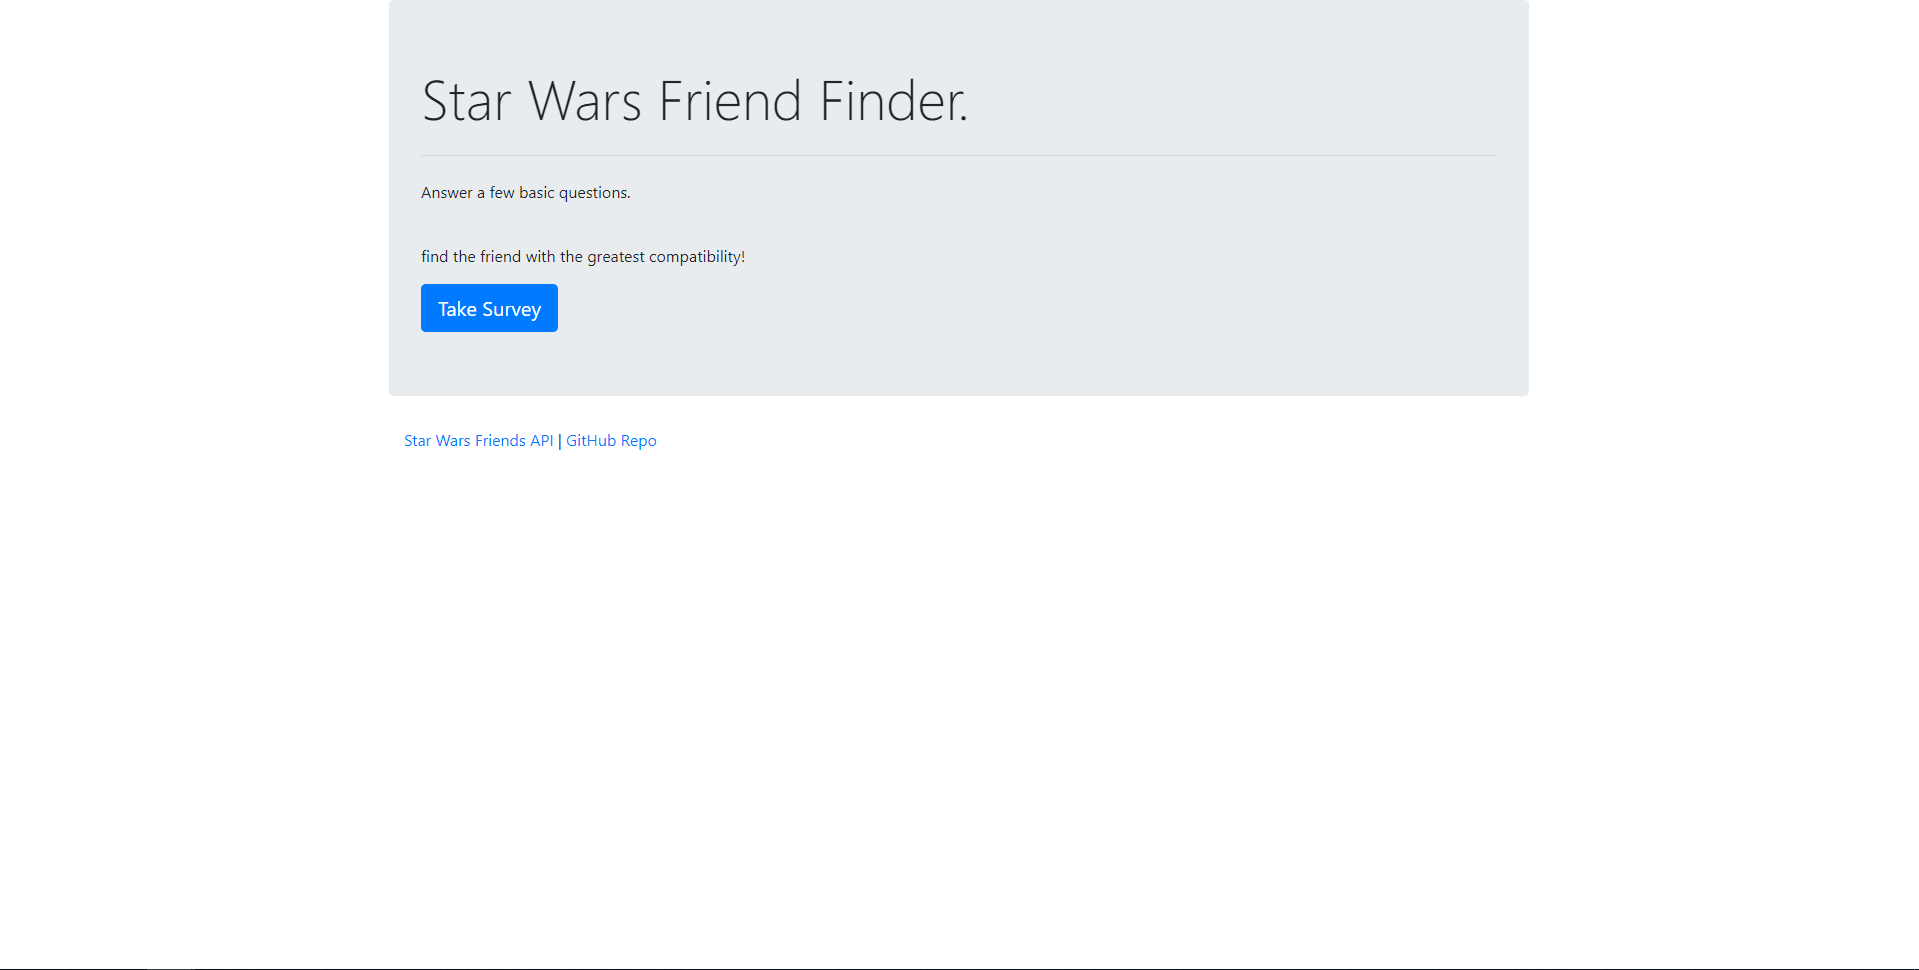 Star Wars Friend Finder.
Answer a few basic questions.
find the friend with the greatest compatibility!
Take Survey
Star Wars Friends API | GitHub Repo